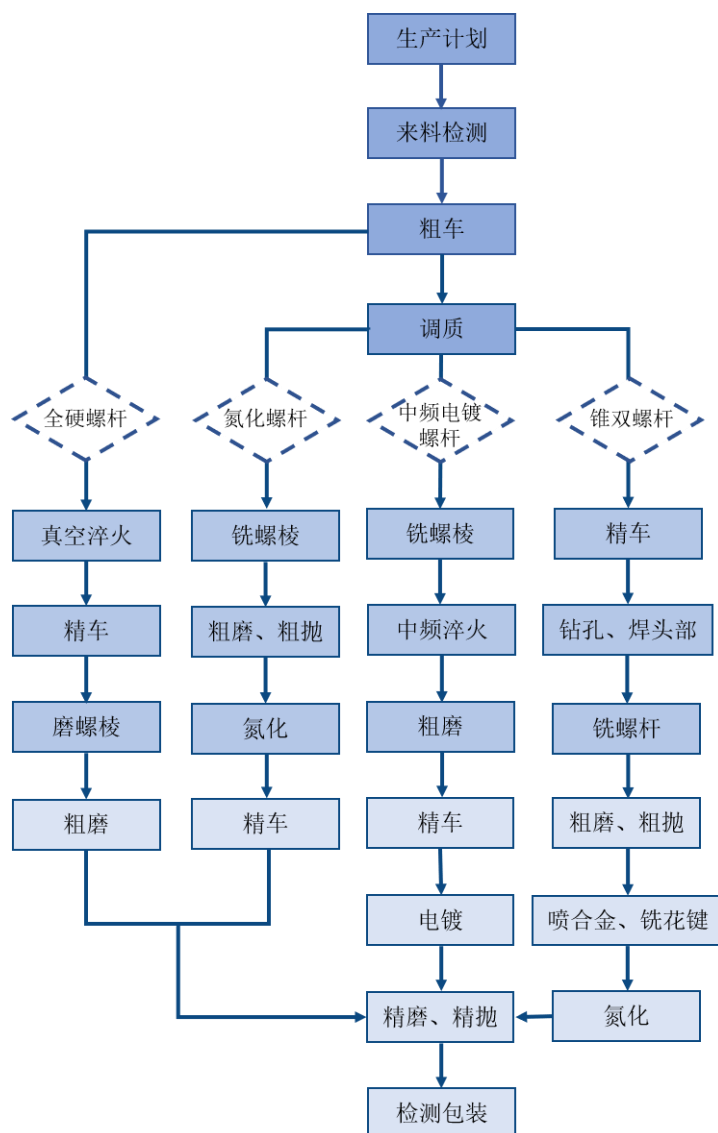 生产计划
来料检测
粗车
调质
全硬螺杆
氮化螺杆
中频电镀
螺杆
锥双螺杆
真空淬火
铣螺棱
铣螺棱
精车
精车
粗磨、粗抛
中频淬火
钻孔、焊头部
磨螺棱
氮化
粗磨
铣螺杆
粗磨
精车
精车
粗磨、粗抛
电镀
喷合金、铣花键
精磨、精抛
氮化
检测包装